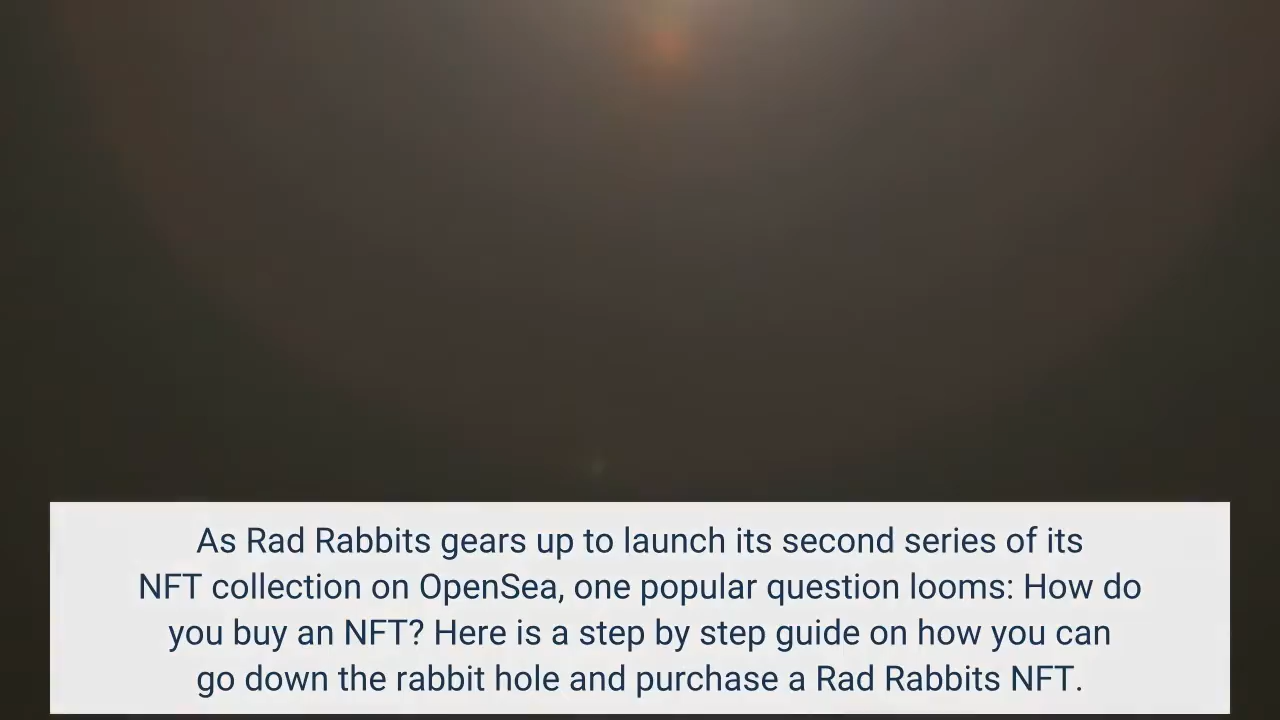 As Rad Rabbits gears up to launch its second series of its
NFT collection on OpenSea, one popular question looms: How do
you buy an NFT? Here is a step by step guide on how you can
go down the rabbit hole and purchase a Rad Rabbits NFT.